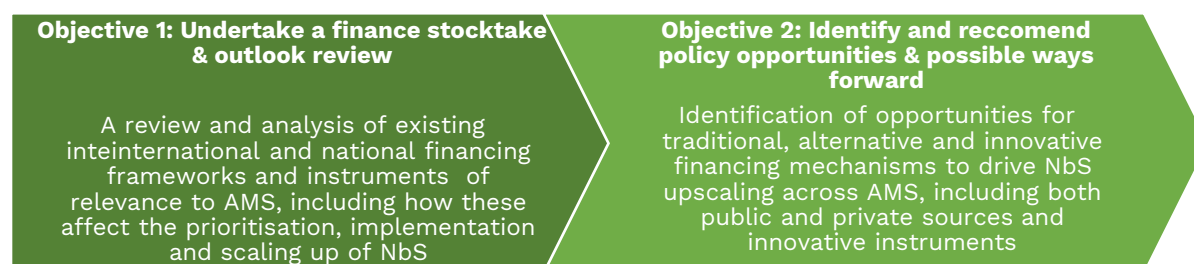 Objective 1: Undertake a finance stocktake
& outlook review
A review and analysis of existing
inteinternational and national financing
frameworks and instruments of
relevance to AMS, including how these
affect the prioritisation, implementation
and scaling up of NbS
Objective 2: Identify and reccomend
policy opportunities & possible ways
forward
Identification of opportunities for
traditional, alternative and innovative
financing mechanisms to drive NbS
upscaling across AMS, including both
public and private sources and
innovative instruments